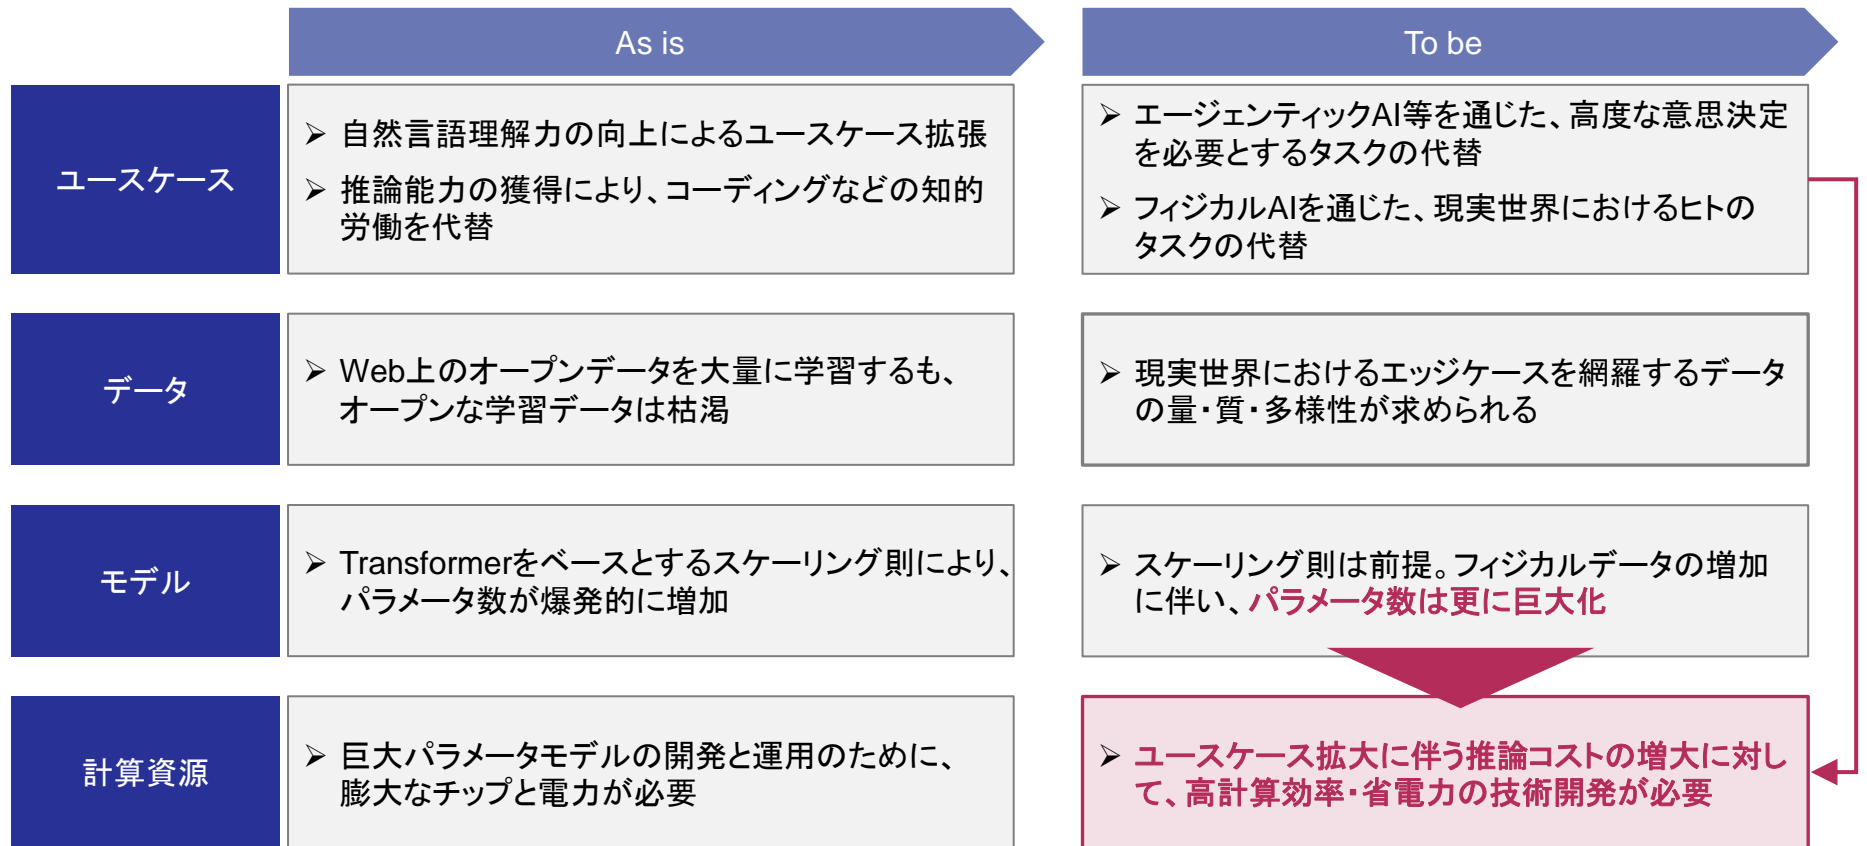 As is
To be
ユースケース
➢ 自然言語理解力の向上によるユースケース拡張
➢ 推論能力の獲得により、コーディングなどの知的
労働を代替
➢ エージェンティックAI等を通じた、高度な意思決定
を必要とするタスクの代替
➢ フィジカルAIを通じた、現実世界におけるヒトの
タスクの代替
データ
➢ Web上のオープンデータを大量に学習するも、
オープンな学習データは枯渇
➢ 現実世界におけるエッジケースを網羅するデータ
の量・質・多様性が求められる
モデル
➢ Transformerをベースとするスケーリング則により、
パラメータ数が爆発的に増加
➢ スケーリング則は前提。フィジカルデータの増加
に伴い、パラメータ数は更に巨大化
計算資源
➢ 巨大パラメータモデルの開発と運用のために、
膨大なチップと電力が必要
➢ ユースケース拡大に伴う推論コストの増大に対し
て、高計算効率・省電力の技術開発が必要